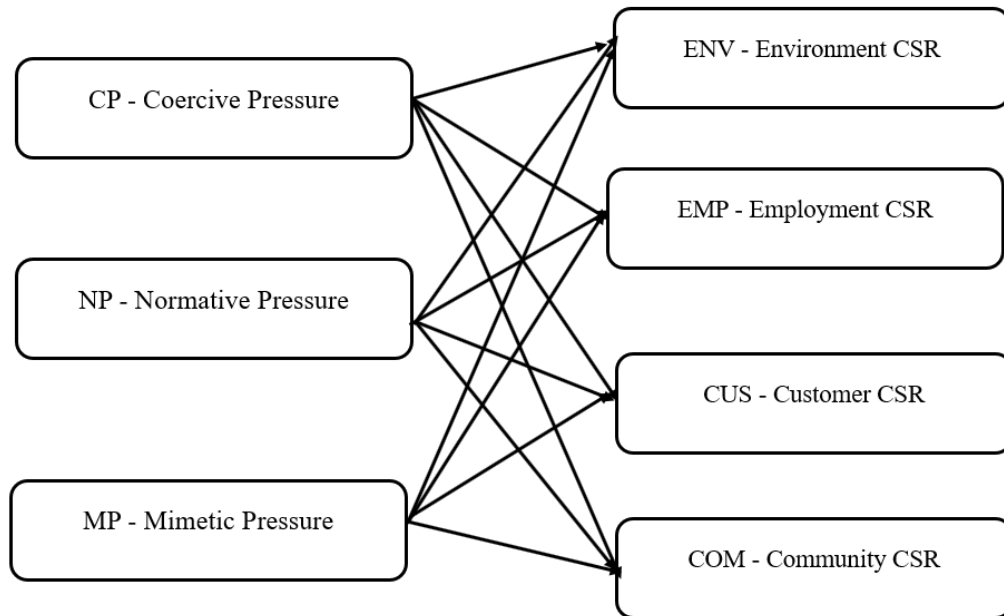 CP - Coercive Pressure
NP - Normative Pressure
MP - Mimetic Pressure
ENV - Environment CSR
EMP - Employment CSR
CUS - Customer CSR
COM - Community CSR